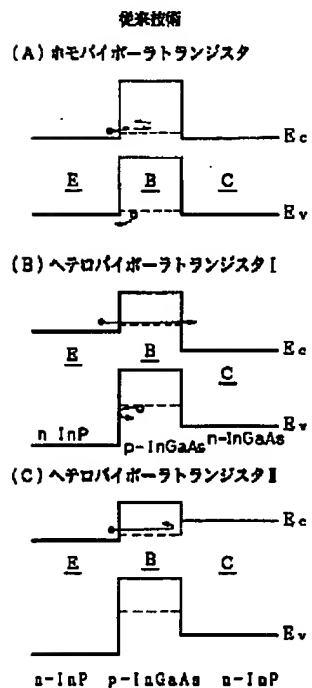 従来技術
(A) ホモバイポーラトランジスタ
Ec
E B C
Ev
(B) ヘテロバイポーラトランジスタ I
Ec
E B C
Ev
n InP p-InGaAs n-InGaAs
(C) ヘテロバイポーラトランジスタ II
Ec
E B C
Ev
n-InP p-InGaAs n-InP